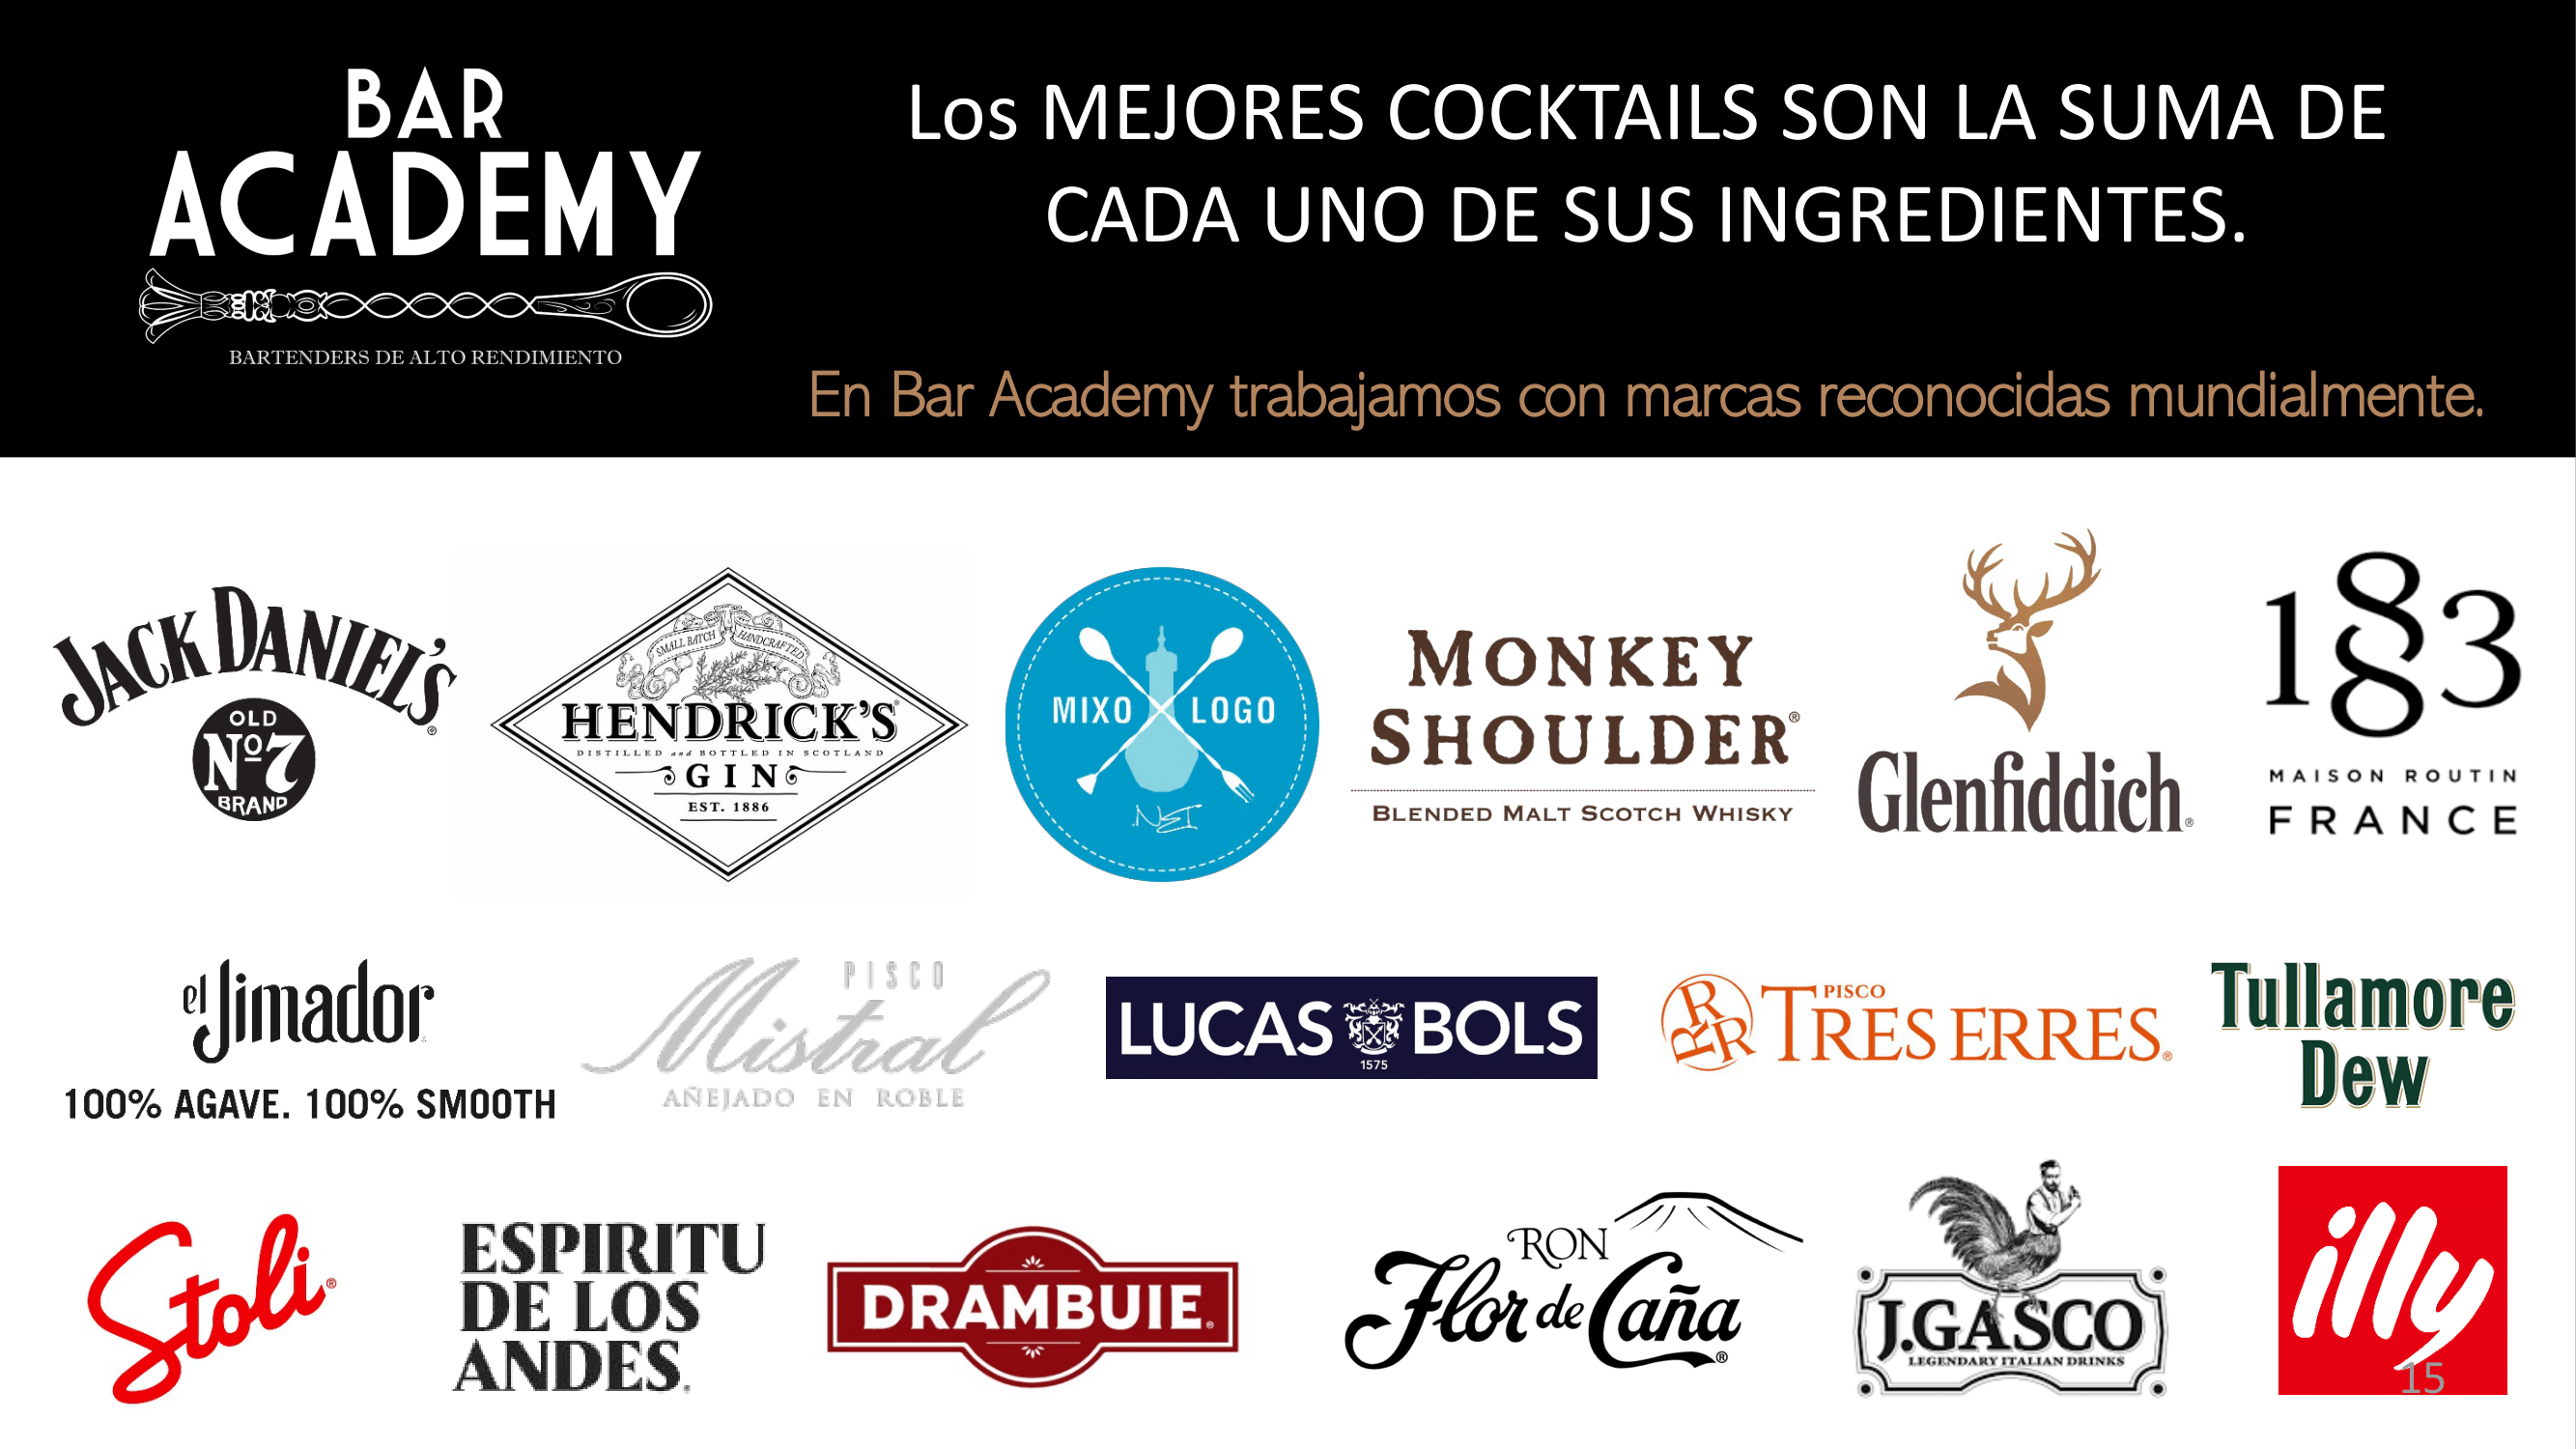 BAR
ACADEMY
BARTENDERS DE ALTO RENDIMIENTO
Los MEJORES COCKTAILS SON LA SUMA DE
CADA UNO DE SUS INGREDIENTES.
En Bar Academy trabajamos con marcas reconocidas mundialmente.
JACK DANIEL'S
OLD
Nº7
BRAND
SMALL BATCH HANDCRAFTED
HENDRICK'S
DISTILLED and BOTTLED IN SCOTLAND
GIN
EST. 1886
MIXO LOGO
.NET
MONKEY
SHOULDER®
BLENDED MALT SCOTCH WHISKY
Glenfiddich®
1883
MAISON ROUTIN
FRANCE
el Jimador
100% AGAVE. 100% SMOOTH
PISCO
Mistral
AÑEJADO EN ROBLE
LUCAS BOLS
1575
RRR
PISCO
TRES ERRES®
Tullamore
Dew
Stoli®
ESPIRITU
DE LOS
ANDES
DRAMBUIE®
RON
Flor de Caña®
J.GASCO
LEGENDARY ITALIAN DRINKS
illy
15